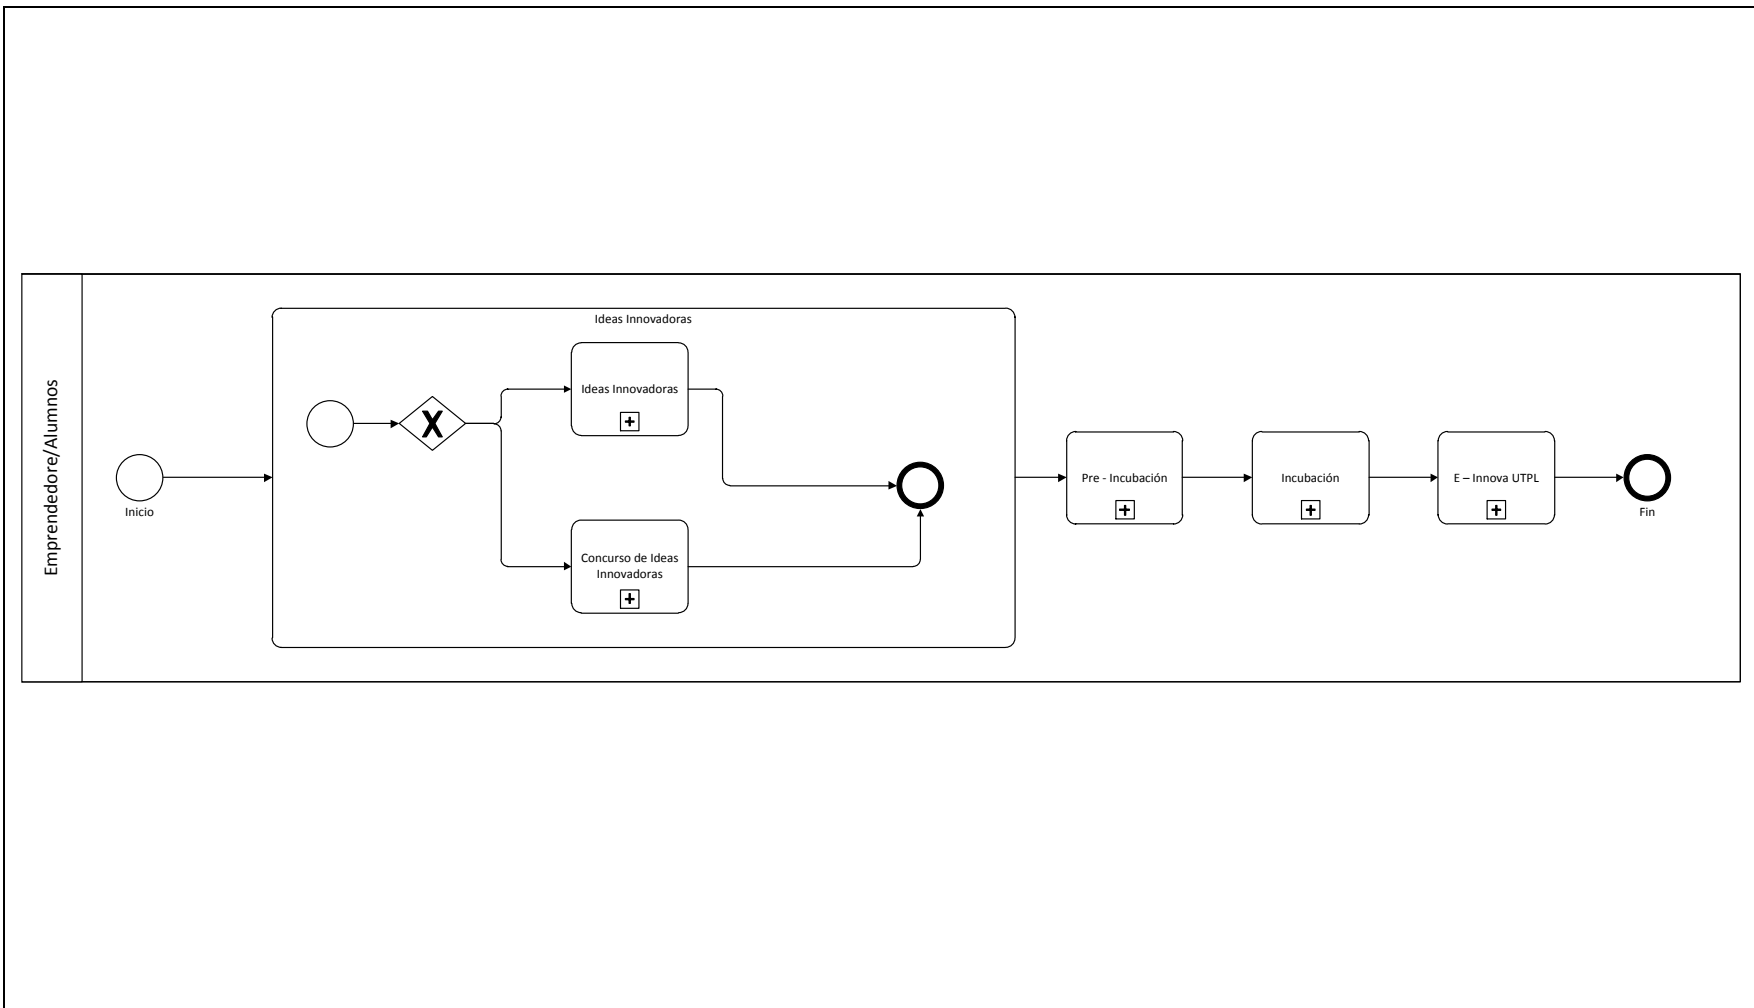 Emprendedore/Alumnos
Inicio
Ideas Innovadoras
X
Ideas Innovadoras
Concurso de Ideas
Innovadoras
Pre - Incubación
Incubación
E – Innova UTPL
Fin